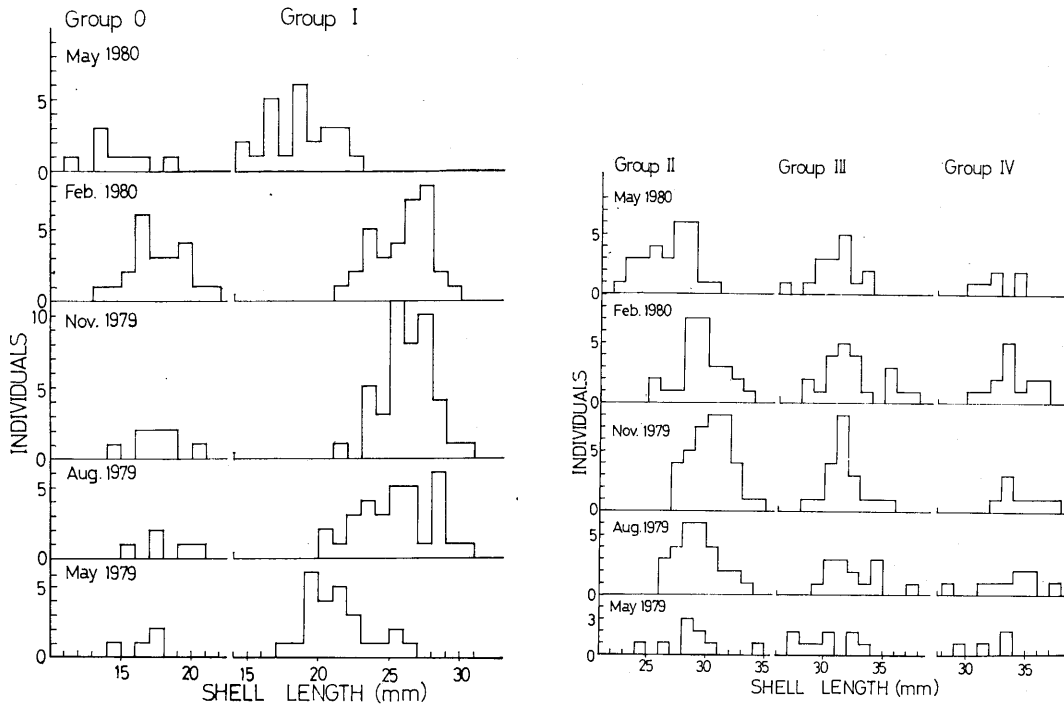 Group 0
Group I
May 1980
5
0
Feb. 1980
5
0
Nov. 1979
10
5
0
Aug. 1979
5
0
May 1979
5
0
15
20
20
25
30
INDIVIDUALS
SHELL LENGTH (mm)
Group II
Group III
Group IV
May 1980
5
0
Feb. 1980
5
0
Nov. 1979
5
0
Aug. 1979
5
0
May 1979
3
0
25
30
35
30
35
30
35
INDIVIDUALS
SHELL LENGTH (mm)